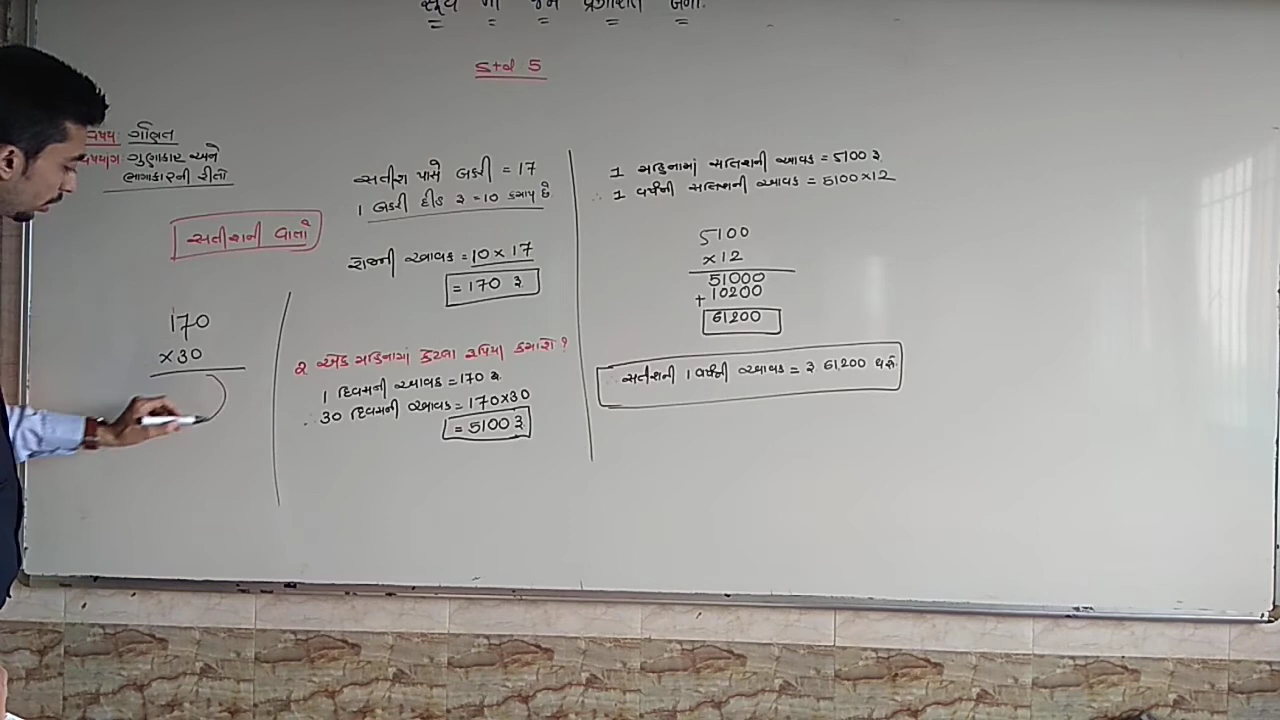 Std 5
વિષય: ગણિત
ગુણાકાર અને
ભાગાકારની રીતો
સતીશની વાતો
170
×30
સતીશ પાસે બકરી = 17
1 બકરી દીઠ રૂ = 10 કમાય છે
રોજની આવક = 10 × 17
= 170 રૂ.
2. એક મહિનામાં કેટલા રૂપિયા કમાશે ?
1 દિવસની આવક = 170 રૂ.
∴ 30 દિવસની આવક = 170×30
= 5100 રૂ
1 મહિનામાં સતિશની આવક = 5100 રૂ.
∴ 1 વર્ષની સતિશની આવક = 5100×12
5100
×12
51000
+10200
61200
સતીશની 1 વર્ષની આવક = રૂ 61,200 થશે.